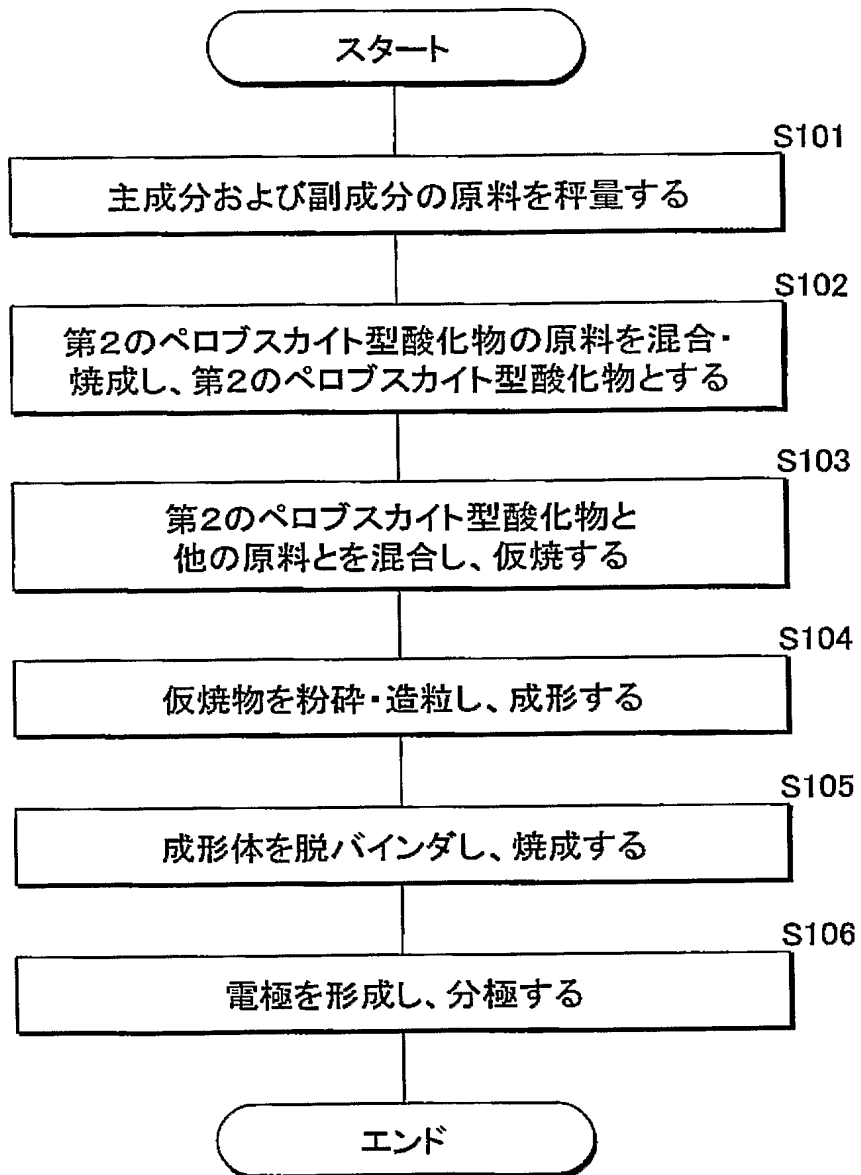 スタート
S101
主成分および副成分の原料を秤量する
S102
第2のペロブスカイト型酸化物の原料を混合・
焼成し、第2のペロブスカイト型酸化物とする
S103
第2のペロブスカイト型酸化物と
他の原料とを混合し、仮焼する
S104
仮焼物を粉砕・造粒し、成形する
S105
成形体を脱バインダし、焼成する
S106
電極を形成し、分極する
エンド